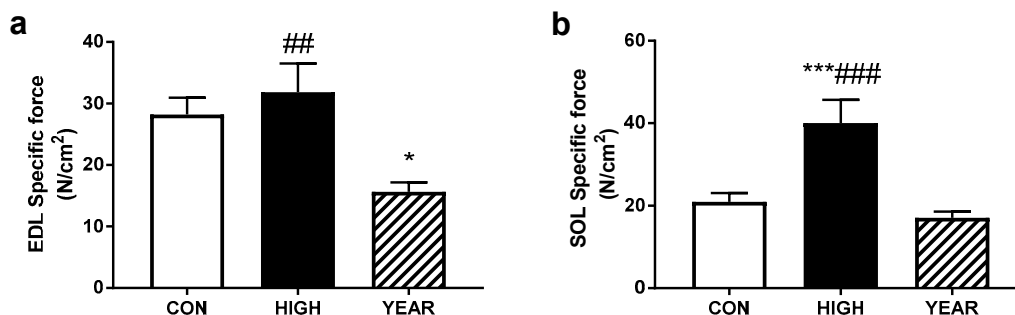 a
EDL Specific force
(N/cm²)
40
30
20
10
0
##
*
CON HIGH YEAR
b
SOL Specific force
(N/cm²)
60
40
20
0
***###
CON HIGH YEAR